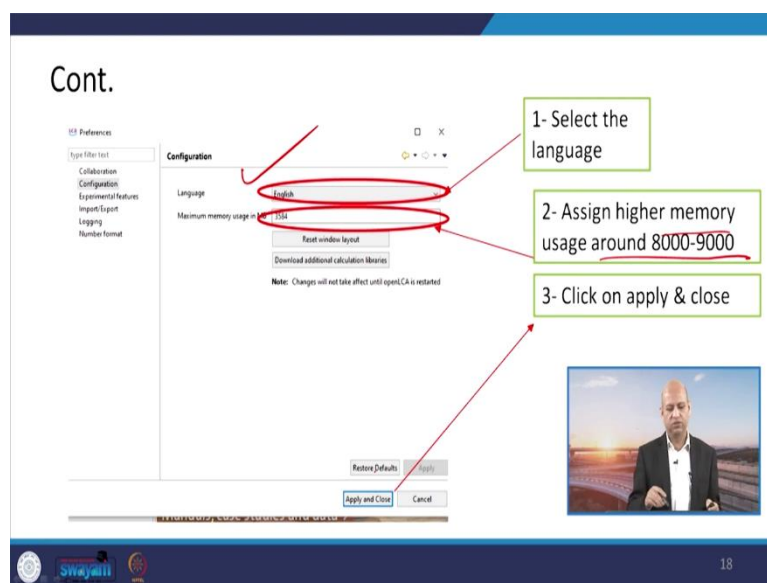 Cont.
Preferences
type filter text
Collaboration
Configuration
Experimental features
Import/Export
Logging
Number format
Configuration
Language
English
Maximum memory usage in MB
3584
Reset window layout
Download additional calculation libraries
Note: Changes will not take affect until openLCA is restarted
Restore Defaults
Apply
Apply and Close
Cancel
1- Select the
language
2- Assign higher memory
usage around 8000-9000
3- Click on apply & close
swayam
18